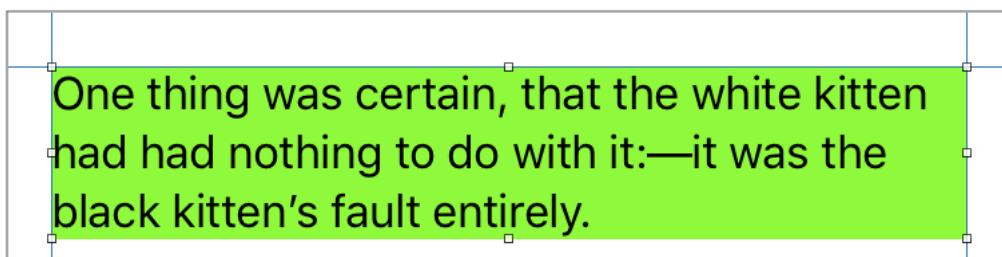 One thing was certain, that the white kitten
had had nothing to do with it:—it was the
black kitten’s fault entirely.